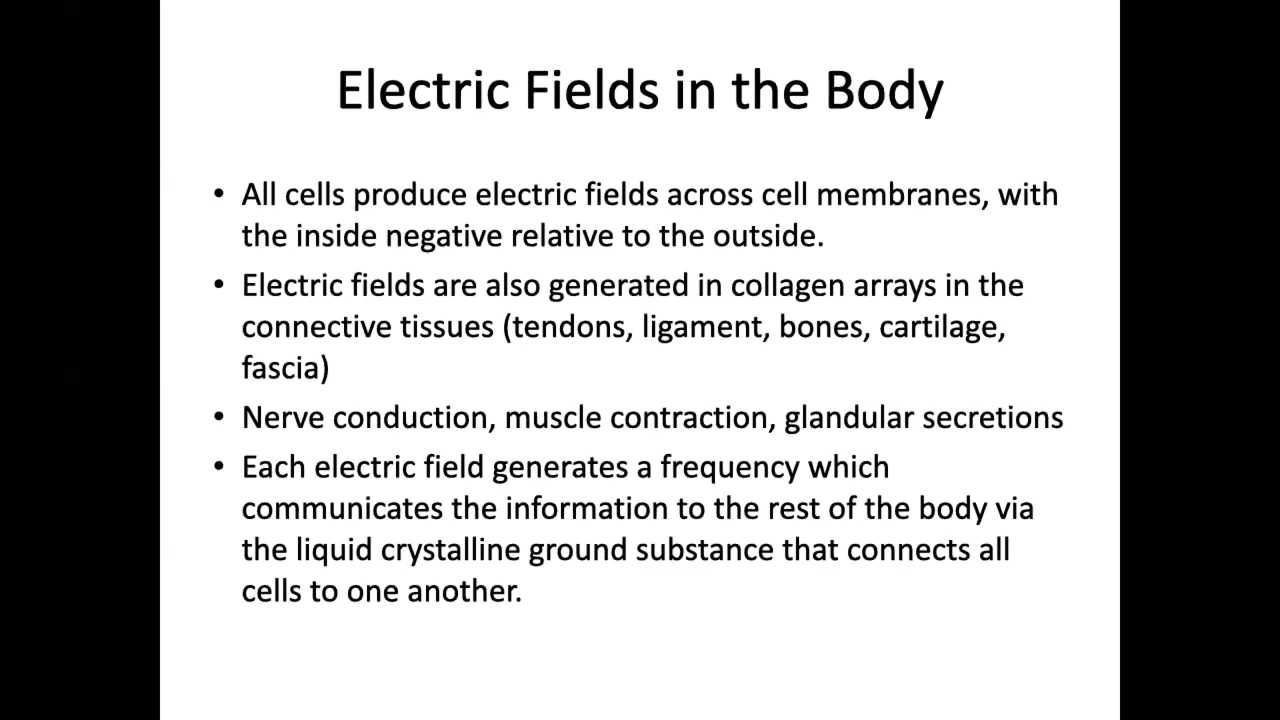 Electric Fields in the Body
• All cells produce electric fields across cell membranes, with
the inside negative relative to the outside.
• Electric fields are also generated in collagen arrays in the
connective tissues (tendons, ligament, bones, cartilage,
fascia)
• Nerve conduction, muscle contraction, glandular secretions
• Each electric field generates a frequency which
communicates the information to the rest of the body via
the liquid crystalline ground substance that connects all
cells to one another.